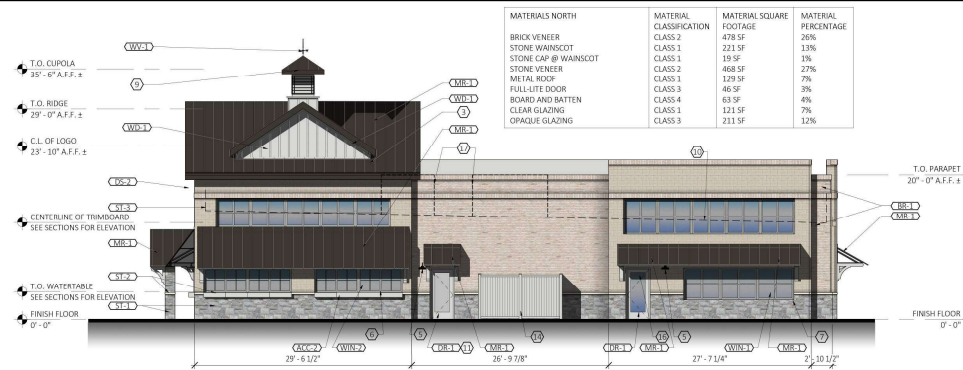 MATERIALS NORTH MATERIAL CLASSIFICATION MATERIAL SQUARE FOOTAGE MATERIAL PERCENTAGE
BRICK VENEER CLASS 2 478 SF 26%
STONE WAINSCOT CLASS 1 221 SF 13%
STONE CAP @ WAINSCOT CLASS 1 19 SF 1%
STONE VENEER CLASS 2 468 SF 27%
METAL ROOF CLASS 1 129 SF 7%
FULL-LITE DOOR CLASS 3 46 SF 3%
BOARD AND BATTEN CLASS 4 63 SF 4%
CLEAR GLAZING CLASS 1 121 SF 7%
OPAQUE GLAZING CLASS 3 211 SF 12%
WV-1
T.O. CUPOLA
35' - 6" A.F.F. ±
9
MR-1
T.O. RIDGE
29' - 0" A.F.F. ±
WD-1
WD-1
3
C.L. OF LOGO
23' - 10" A.F.F. ±
MR-1
17
10
T.O. PARAPET
20' - 0" A.F.F. ±
DS-2
ST-3
BR-1
CENTERLINE OF TRIMBOARD
SEE SECTIONS FOR ELEVATION
MR-1
MR-1
ST-2
T.O. WATERTABLE
SEE SECTIONS FOR ELEVATION
ST-1
FINISH FLOOR
0' - 0"
FINISH FLOOR
0' - 0"
6
5
14
16
5
7
ACC-2
WIN-2
DR-1
11
MR-1
DR-1
MR-1
WIN-1
MR-1
29' - 6 1/2"
26' - 9 7/8"
27' - 7 1/4"
2' - 10 1/2"